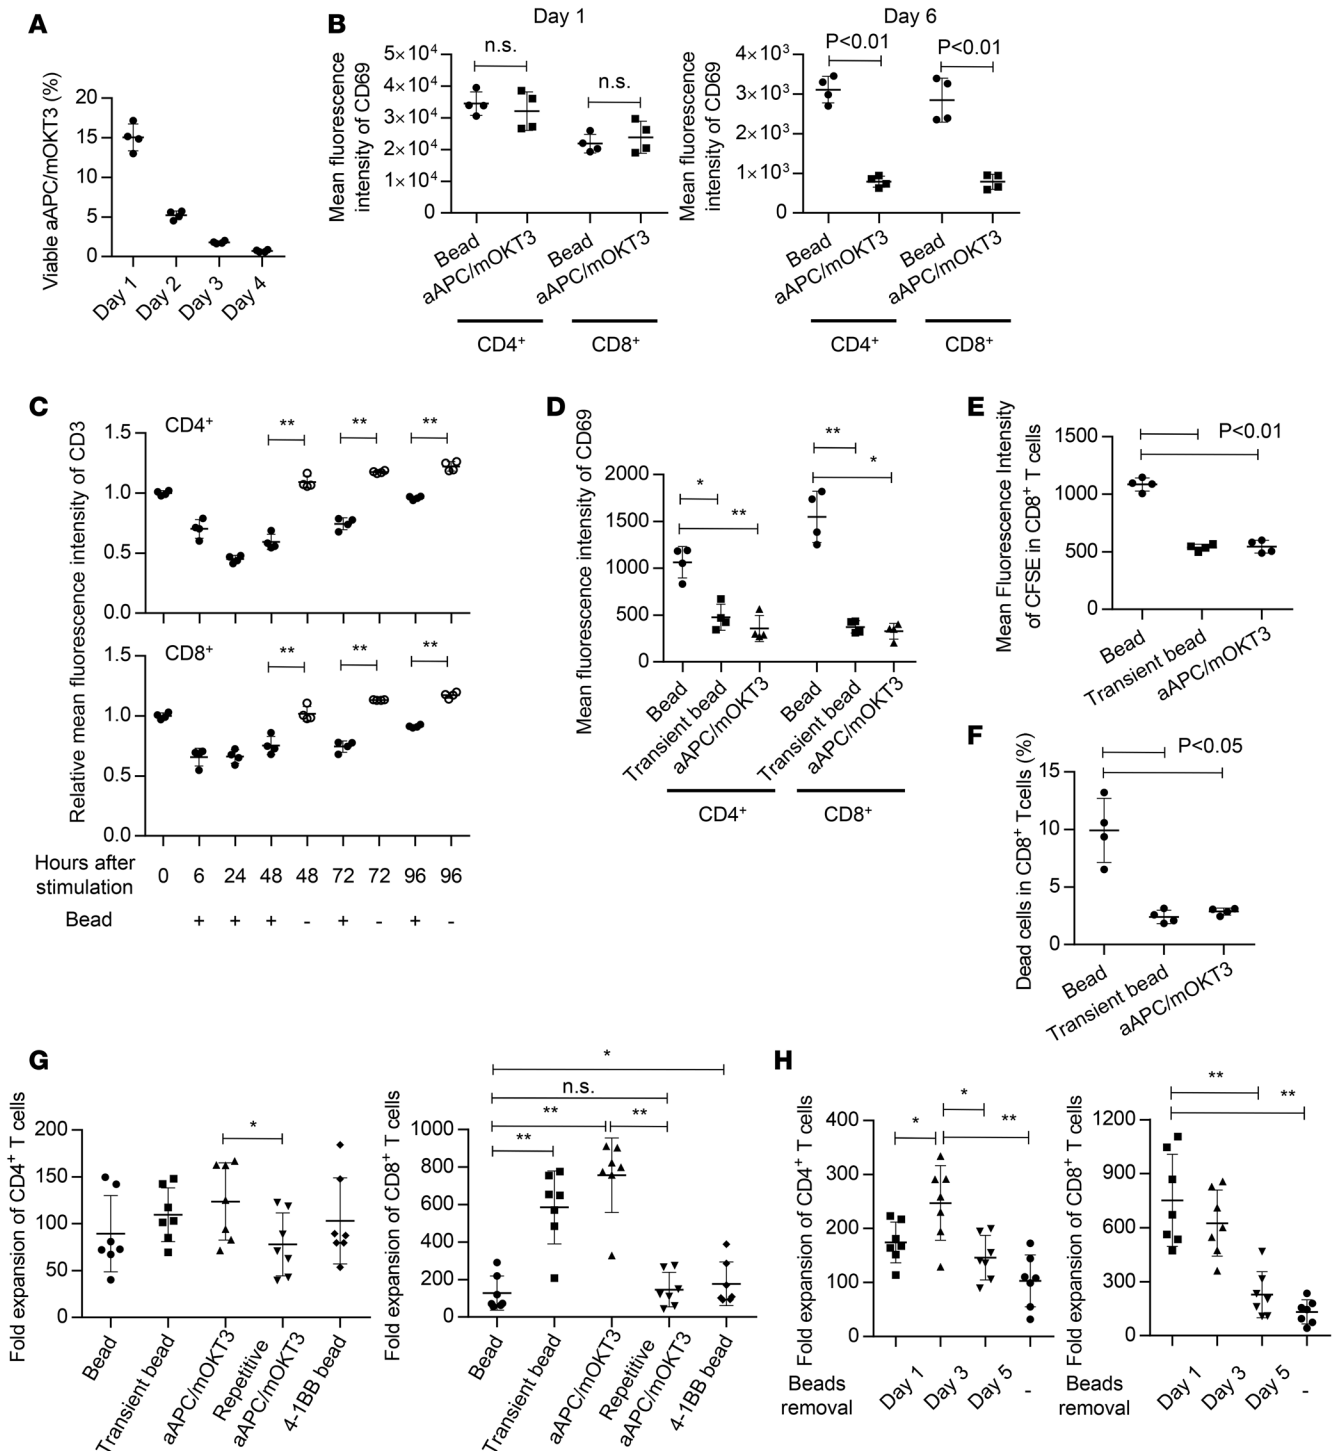 A
Viable aAPC/mOKT3 (%)
20
15
10
5
0
Day 1
Day 2
Day 3
Day 4
B
Day 1
Mean fluorescence
intensity of CD69
5×10⁴
4×10⁴
3×10⁴
2×10⁴
1×10⁴
0
n.s.
n.s.
Bead
aAPC/mOKT3
Bead
aAPC/mOKT3
CD4⁺
CD8⁺
Day 6
Mean fluorescence
intensity of CD69
4×10³
3×10³
2×10³
1×10³
0
P<0.01
P<0.01
Bead
aAPC/mOKT3
Bead
aAPC/mOKT3
CD4⁺
CD8⁺
C
Relative mean fluorescence intensity of CD3
CD4⁺
1.5
1.0
0.5
0.0
**
**
**
CD8⁺
1.5
1.0
0.5
0.0
**
**
**
Hours after
stimulation
0 6 24 48 48 72 72 96 96
Bead + + + - + - + -
D
Mean fluorescence intensity of CD69
2000
1500
1000
500
0
*
**
**
*
Bead
Transient bead
aAPC/mOKT3
Bead
Transient bead
aAPC/mOKT3
CD4⁺
CD8⁺
E
Mean Fluorescence Intensity
of CFSE in CD8⁺ T cells
1500
1000
500
0
P<0.01
Bead
Transient bead
aAPC/mOKT3
F
Dead cells in CD8⁺ Tcells (%)
15
10
5
0
P<0.05
Bead
Transient bead
aAPC/mOKT3
G
Fold expansion of CD4⁺ T cells
200
150
100
50
0
*
Bead
Transient bead
aAPC/mOKT3
Repetitive
aAPC/mOKT3
4-1BB bead
Fold expansion of CD8⁺ T cells
1000
800
600
400
200
0
*
n.s.
**
**
**
Bead
Transient bead
aAPC/mOKT3
Repetitive
aAPC/mOKT3
4-1BB bead
H
Fold expansion of CD4⁺ T cells
400
300
200
100
0
*
*
**
Beads
removal
Day 1
Day 3
Day 5
-
Fold expansion of CD8⁺ T cells
1200
900
600
300
0
**
**
Beads
removal
Day 1
Day 3
Day 5
-